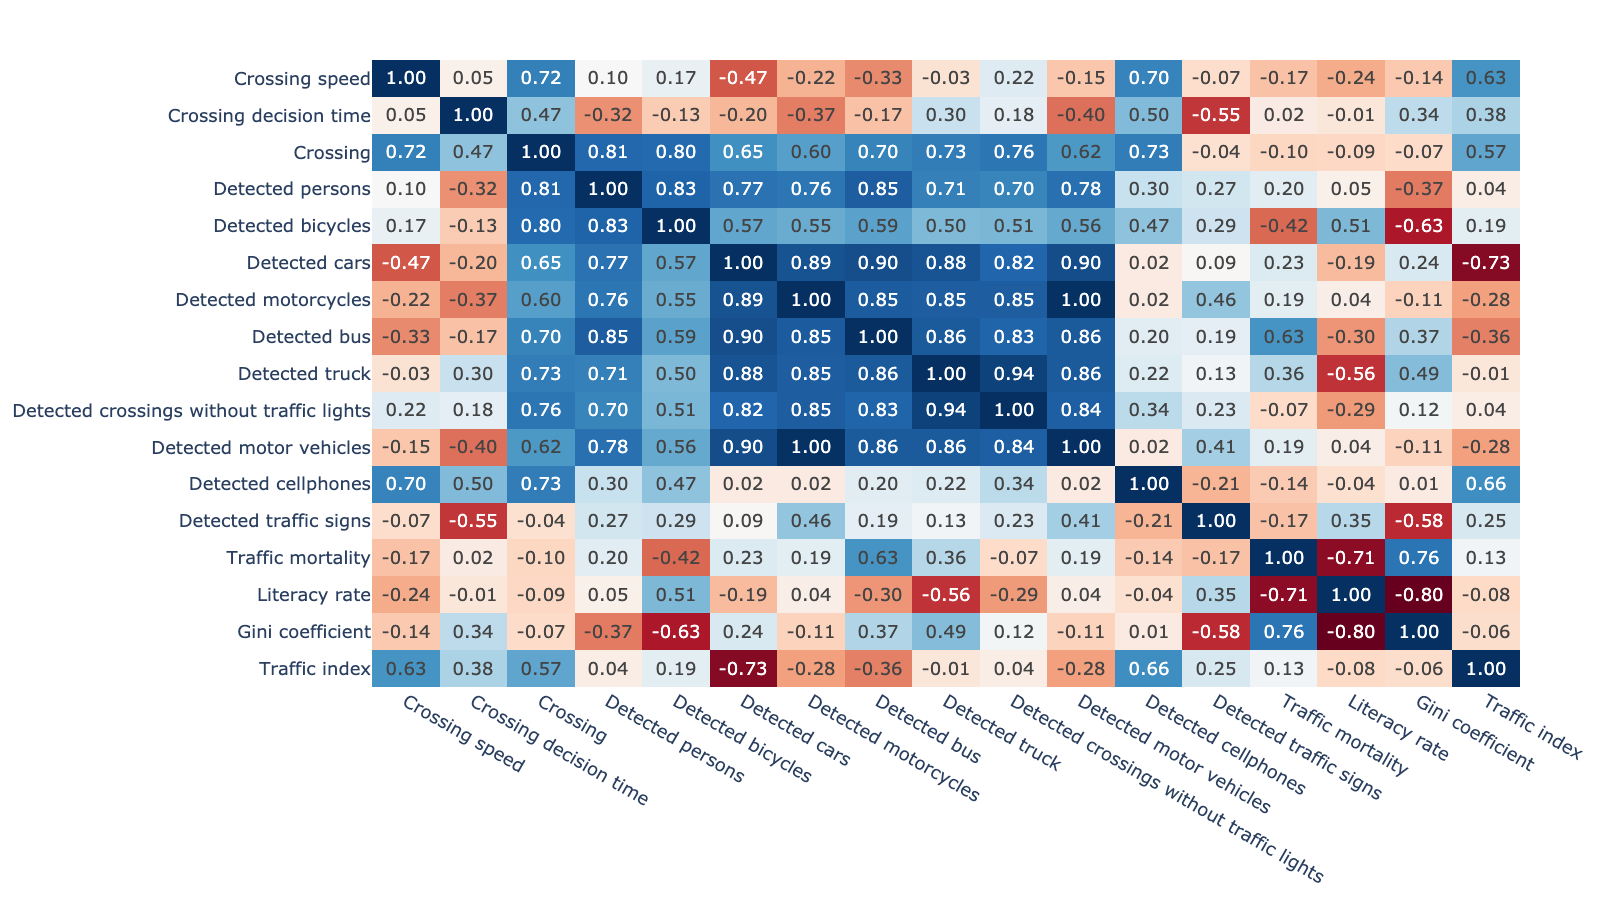 Crossing speed 1.00 0.05 0.72 0.10 0.17 -0.47 -0.22 -0.33 -0.03 0.22 -0.15 0.70 -0.07 -0.17 -0.24 -0.14 0.63
Crossing decision time 0.05 1.00 0.47 -0.32 -0.13 -0.20 -0.37 -0.17 0.30 0.18 -0.40 0.50 -0.55 0.02 -0.01 0.34 0.38
Crossing 0.72 0.47 1.00 0.81 0.80 0.65 0.60 0.70 0.73 0.76 0.62 0.73 -0.04 -0.10 -0.09 -0.07 0.57
Detected persons 0.10 -0.32 0.81 1.00 0.83 0.77 0.76 0.85 0.71 0.70 0.78 0.30 0.27 0.20 0.05 -0.37 0.04
Detected bicycles 0.17 -0.13 0.80 0.83 1.00 0.57 0.55 0.59 0.50 0.51 0.56 0.47 0.29 -0.42 0.51 -0.63 0.19
Detected cars -0.47 -0.20 0.65 0.77 0.57 1.00 0.89 0.90 0.88 0.82 0.90 0.02 0.09 0.23 -0.19 0.24 -0.73
Detected motorcycles -0.22 -0.37 0.60 0.76 0.55 0.89 1.00 0.85 0.85 0.85 1.00 0.02 0.46 0.19 0.04 -0.11 -0.28
Detected bus -0.33 -0.17 0.70 0.85 0.59 0.90 0.85 1.00 0.86 0.83 0.86 0.20 0.19 0.63 -0.30 0.37 -0.36
Detected truck -0.03 0.30 0.73 0.71 0.50 0.88 0.85 0.86 1.00 0.94 0.86 0.22 0.13 0.36 -0.56 0.49 -0.01
Detected crossings without traffic lights 0.22 0.18 0.76 0.70 0.51 0.82 0.85 0.83 0.94 1.00 0.84 0.34 0.23 -0.07 -0.29 0.12 0.04
Detected motor vehicles -0.15 -0.40 0.62 0.78 0.56 0.90 1.00 0.86 0.86 0.84 1.00 0.02 0.41 0.19 0.04 -0.11 -0.28
Detected cellphones 0.70 0.50 0.73 0.30 0.47 0.02 0.02 0.20 0.22 0.34 0.02 1.00 -0.21 -0.14 -0.04 0.01 0.66
Detected traffic signs -0.07 -0.55 -0.04 0.27 0.29 0.09 0.46 0.19 0.13 0.23 0.41 -0.21 1.00 -0.17 0.35 -0.58 0.25
Traffic mortality -0.17 0.02 -0.10 0.20 -0.42 0.23 0.19 0.63 0.36 -0.07 0.19 -0.14 -0.17 1.00 -0.71 0.76 0.13
Literacy rate -0.24 -0.01 -0.09 0.05 0.51 -0.19 0.04 -0.30 -0.56 -0.29 0.04 -0.04 0.35 -0.71 1.00 -0.80 -0.08
Gini coefficient -0.14 0.34 -0.07 -0.37 -0.63 0.24 -0.11 0.37 0.49 0.12 -0.11 0.01 -0.58 0.76 -0.80 1.00 -0.06
Traffic index 0.63 0.38 0.57 0.04 0.19 -0.73 -0.28 -0.36 -0.01 0.04 -0.28 0.66 0.25 0.13 -0.08 -0.06 1.00
Crossing speed
Crossing decision time
Crossing
Detected persons
Detected bicycles
Detected cars
Detected motorcycles
Detected bus
Detected truck
Detected crossings without traffic lights
Detected motor vehicles
Detected cellphones
Detected traffic signs
Traffic mortality
Literacy rate
Gini coefficient
Traffic index